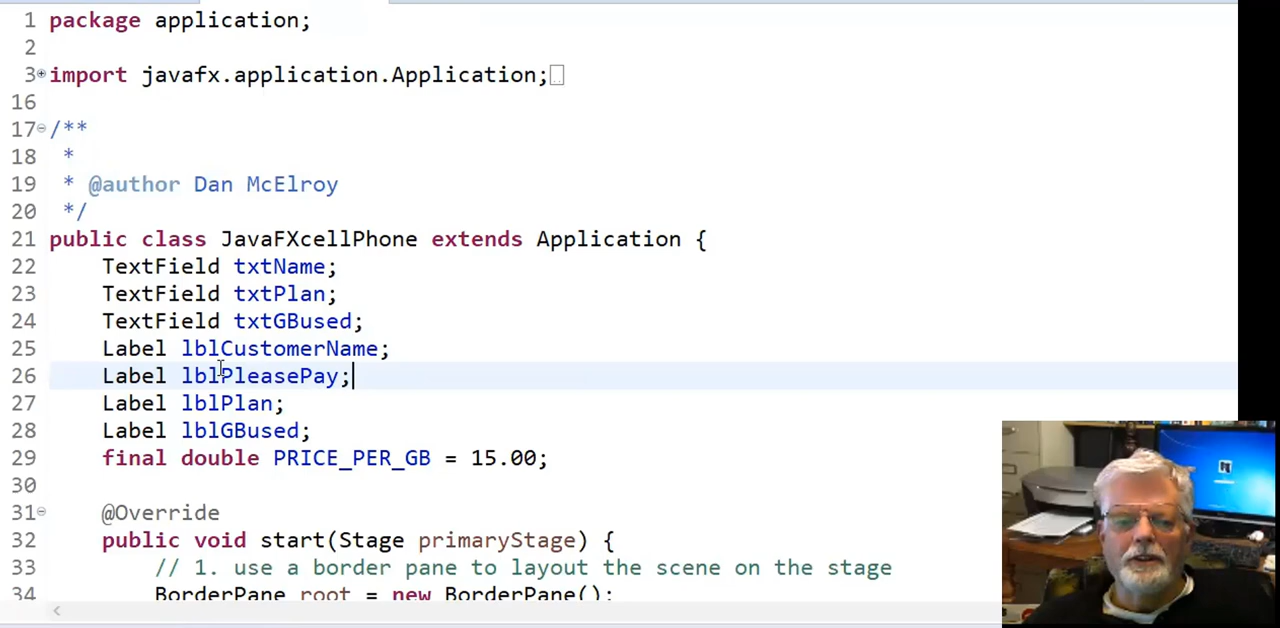 1 package application;
2
3 import javafx.application.Application;
16
17 /**
18 *
19 * @author Dan McElroy
20 */
21 public class JavaFXcellPhone extends Application {
22 TextField txtName;
23 TextField txtPlan;
24 TextField txtGBused;
25 Label lblCustomerName;
26 Label lblPleasePay;
27 Label lblPlan;
28 Label lblGBused;
29 final double PRICE_PER_GB = 15.00;
30
31 @Override
32 public void start(Stage primaryStage) {
33 // 1. use a border pane to layout the scene on the stage
34 BorderPane root = new BorderPane();